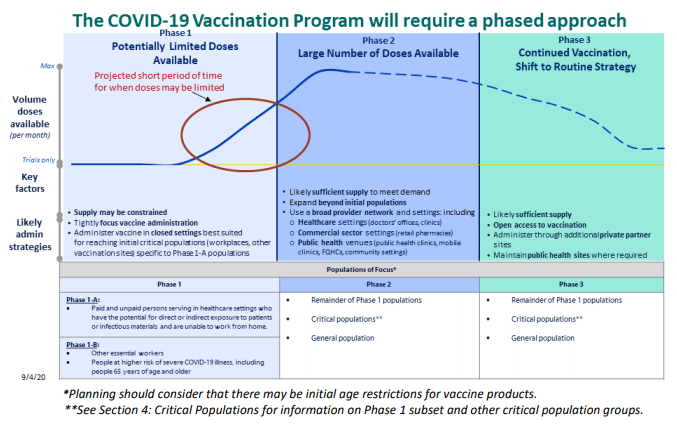 The COVID-19 Vaccination Program will require a phased approach
Phase 1
Potentially Limited Doses
Available
Projected short period of time
for when doses may be limited
Phase 2
Large Number of Doses Available
Phase 3
Continued Vaccination,
Shift to Routine Strategy
Max
Volume
doses
available
(per month)
Trials only
Key
factors
Likely
admin
strategies
• Supply may be constrained
• Tightly focus vaccine administration
• Administer vaccine in closed settings best suited
for reaching initial critical populations (workplaces, other
vaccination sites) specific to Phase 1-A populations
• Likely sufficient supply to meet demand
• Expand beyond initial populations
• Use a broad provider network and settings: including
o Healthcare settings (doctors' offices, clinics)
o Commercial sector settings (retail pharmacies)
o Public health venues (public health clinics, mobile
clinics, FQHCs, community settings)
• Likely sufficient supply
• Open access to vaccination
• Administer through additional private partner
sites
• Maintain public health sites where required
Populations of Focus*
Phase 1
Phase 2
Phase 3
Phase 1-A:
• Paid and unpaid persons serving in healthcare settings who
have the potential for direct or indirect exposure to patients
or infectious materials and are unable to work from home.
Phase 1-B:
• Other essential workers
• People at higher risk of severe COVID-19 illness, including
people 65 years of age and older
• Remainder of Phase 1 populations
• Critical populations**
• General population
• Remainder of Phase 1 populations
• Critical populations**
• General population
9/4/20
*Planning should consider that there may be initial age restrictions for vaccine products.
**See Section 4: Critical Populations for information on Phase 1 subset and other critical population groups.